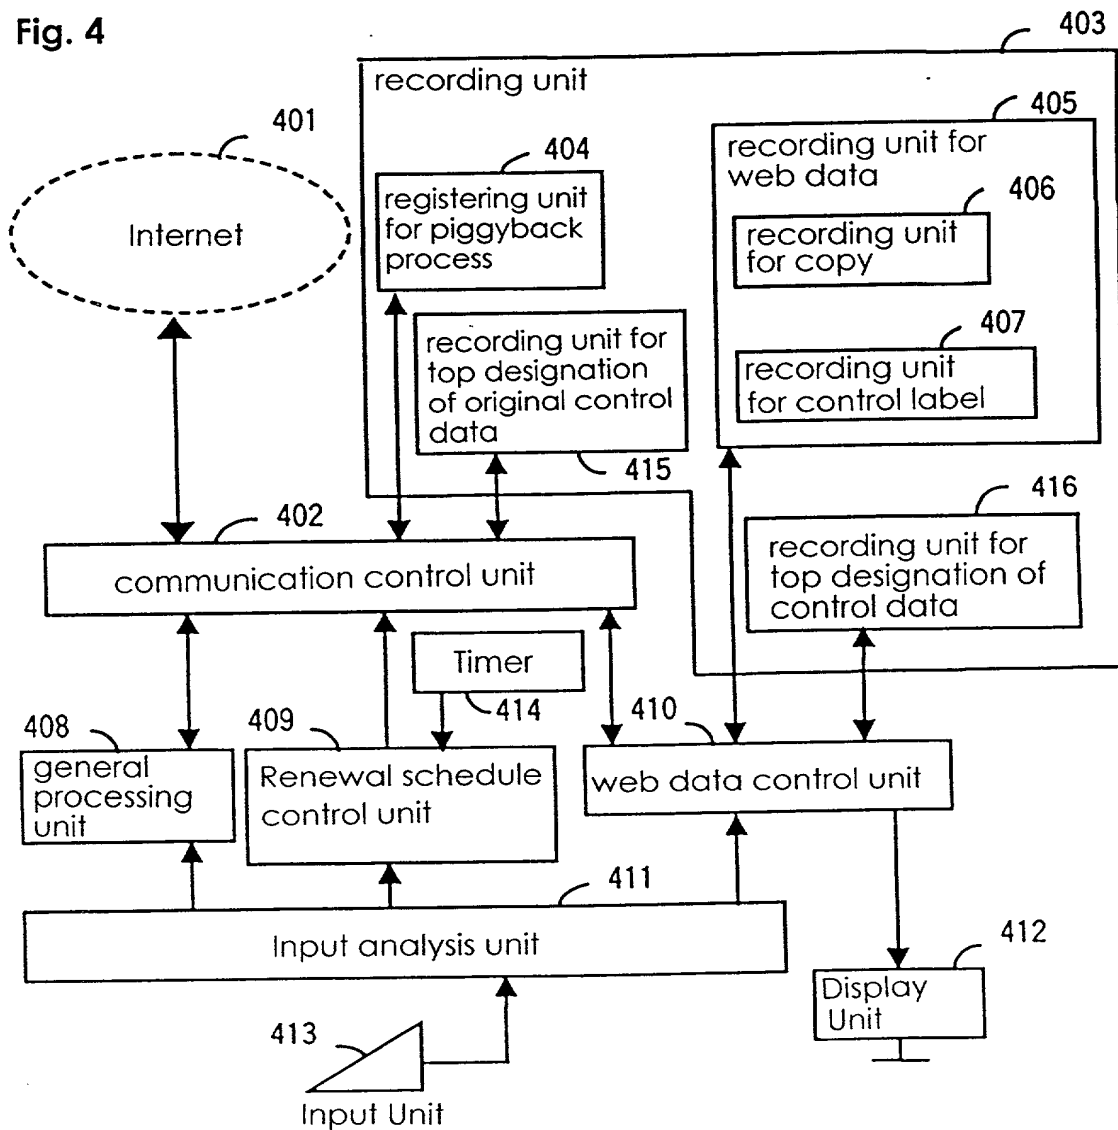 Fig. 4
403
recording unit
401
405
404
recording unit for
web data
registering unit
for piggyback
process
406
Internet
recording unit
for copy
407
recording unit for
top designation
of original control
data
recording unit
for control label
415
416
402
recording unit for
top designation of
control data
communication control unit
Timer
414
410
408
409
general
processing
unit
Renewal schedule
control unit
web data control unit
411
Input analysis unit
412
Display
Unit
413
Input Unit